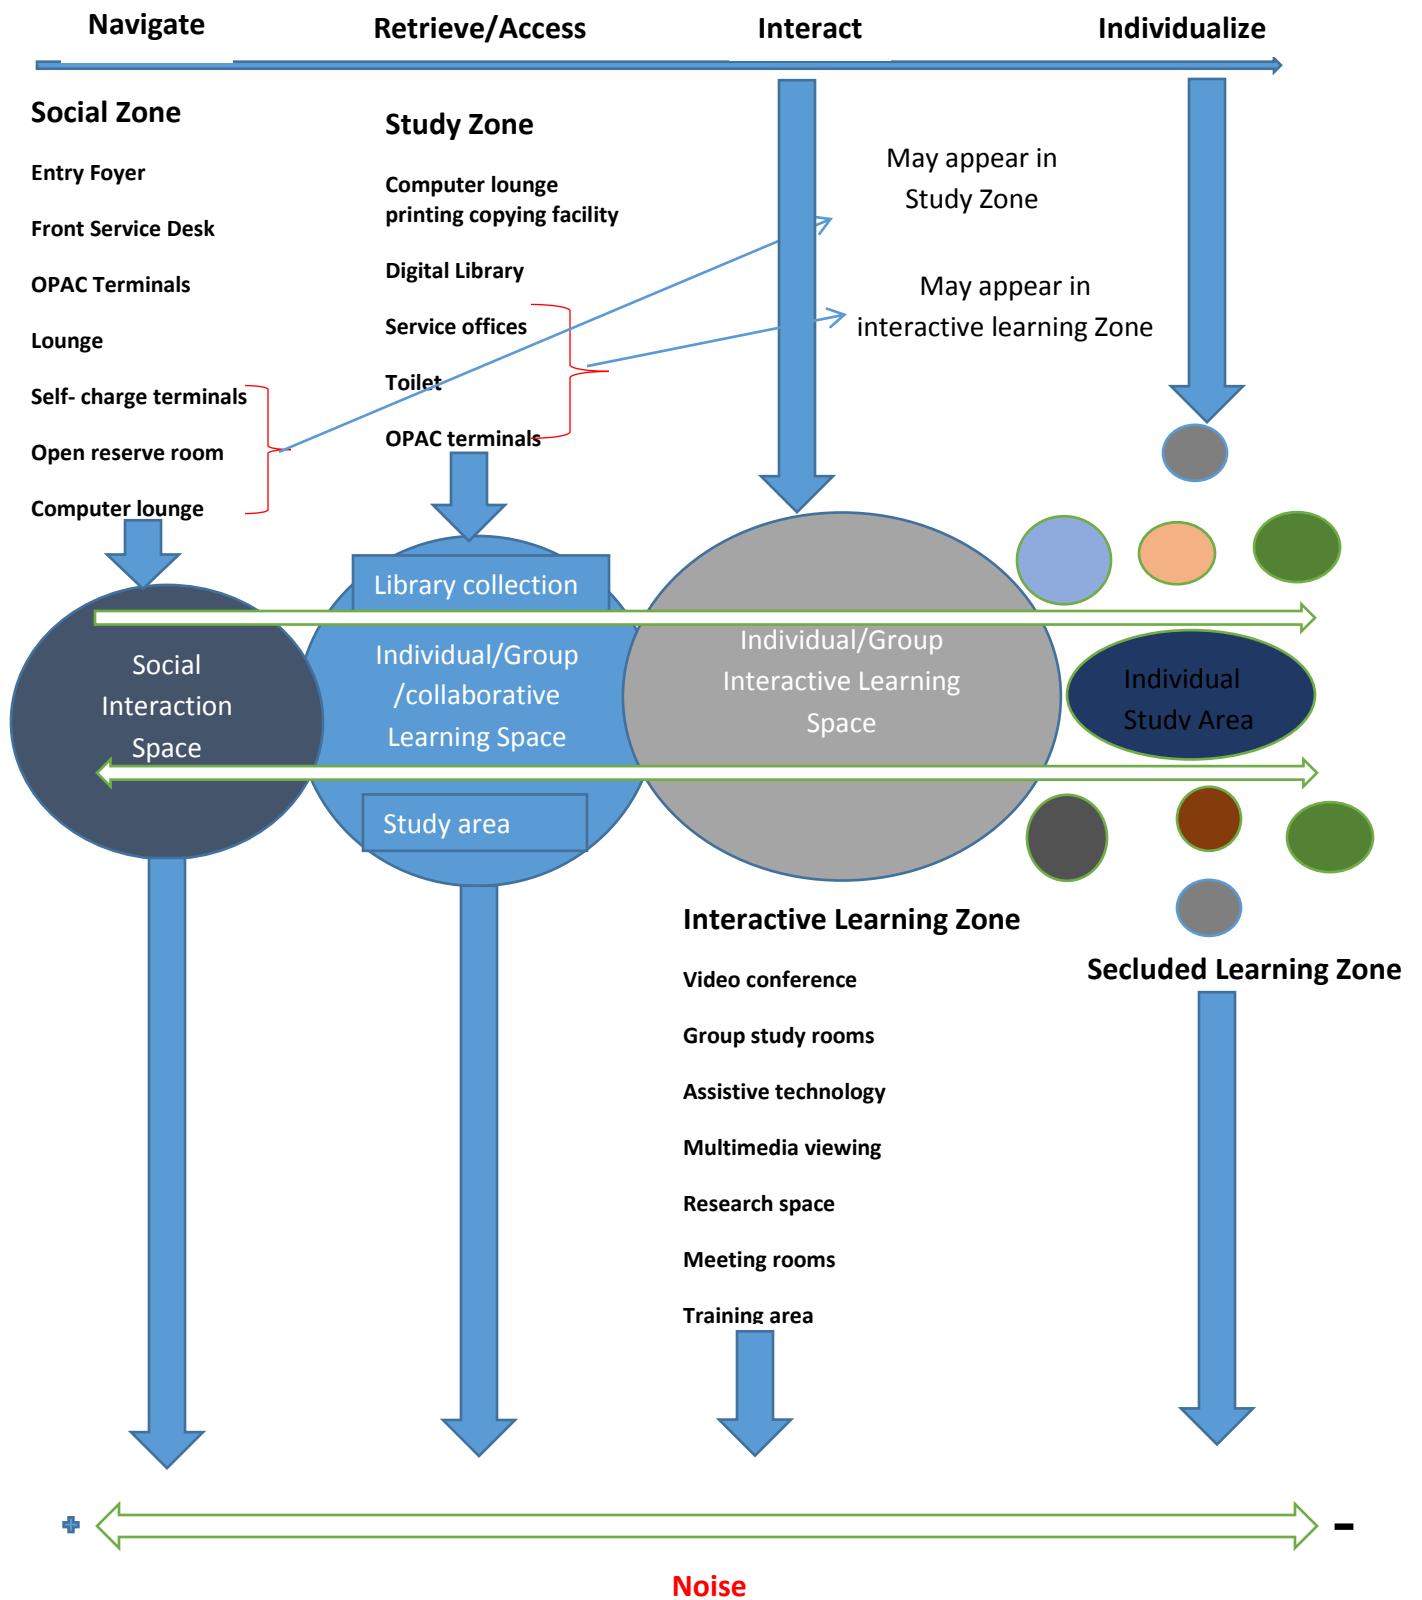 Navigate
Retrieve/Access
Interact
Individualize
Social Zone
Entry Foyer
Front Service Desk
OPAC Terminals
Lounge
Self- charge terminals
Open reserve room
Computer lounge
Study Zone
Computer lounge
printing copying facility
Digital Library
Service offices
Toilet
OPAC terminals
May appear in
Study Zone
May appear in
interactive learning Zone
Social
Interaction
Space
Library collection
Individual/Group
/collaborative
Learning Space
Study area
Individual/Group
Interactive Learning
Space
Individual
Study Area
Interactive Learning Zone
Video conference
Group study rooms
Assistive technology
Multimedia viewing
Research space
Meeting rooms
Training area
Secluded Learning Zone
+
-
Noise